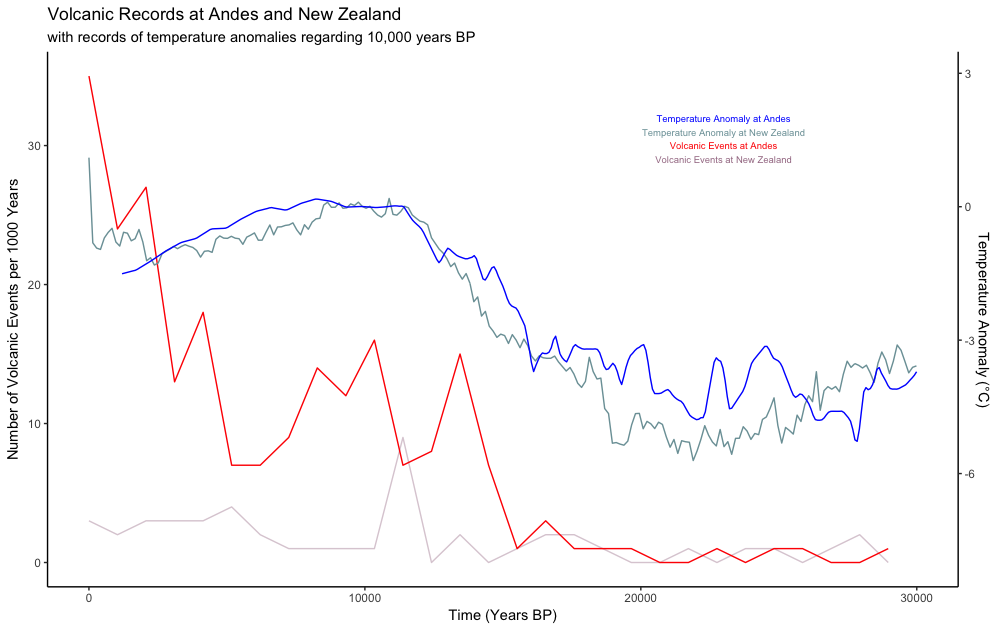 Volcanic Records at Andes and New Zealand
with records of temperature anomalies regarding 10,000 years BP
Number of Volcanic Events per 1000 Years
30
20
10
0
Temperature Anomaly at Andes
Temperature Anomaly at New Zealand
Volcanic Events at Andes
Volcanic Events at New Zealand
3
0
-3
-6
Temperature Anomaly (°C)
0
10000
20000
30000
Time (Years BP)